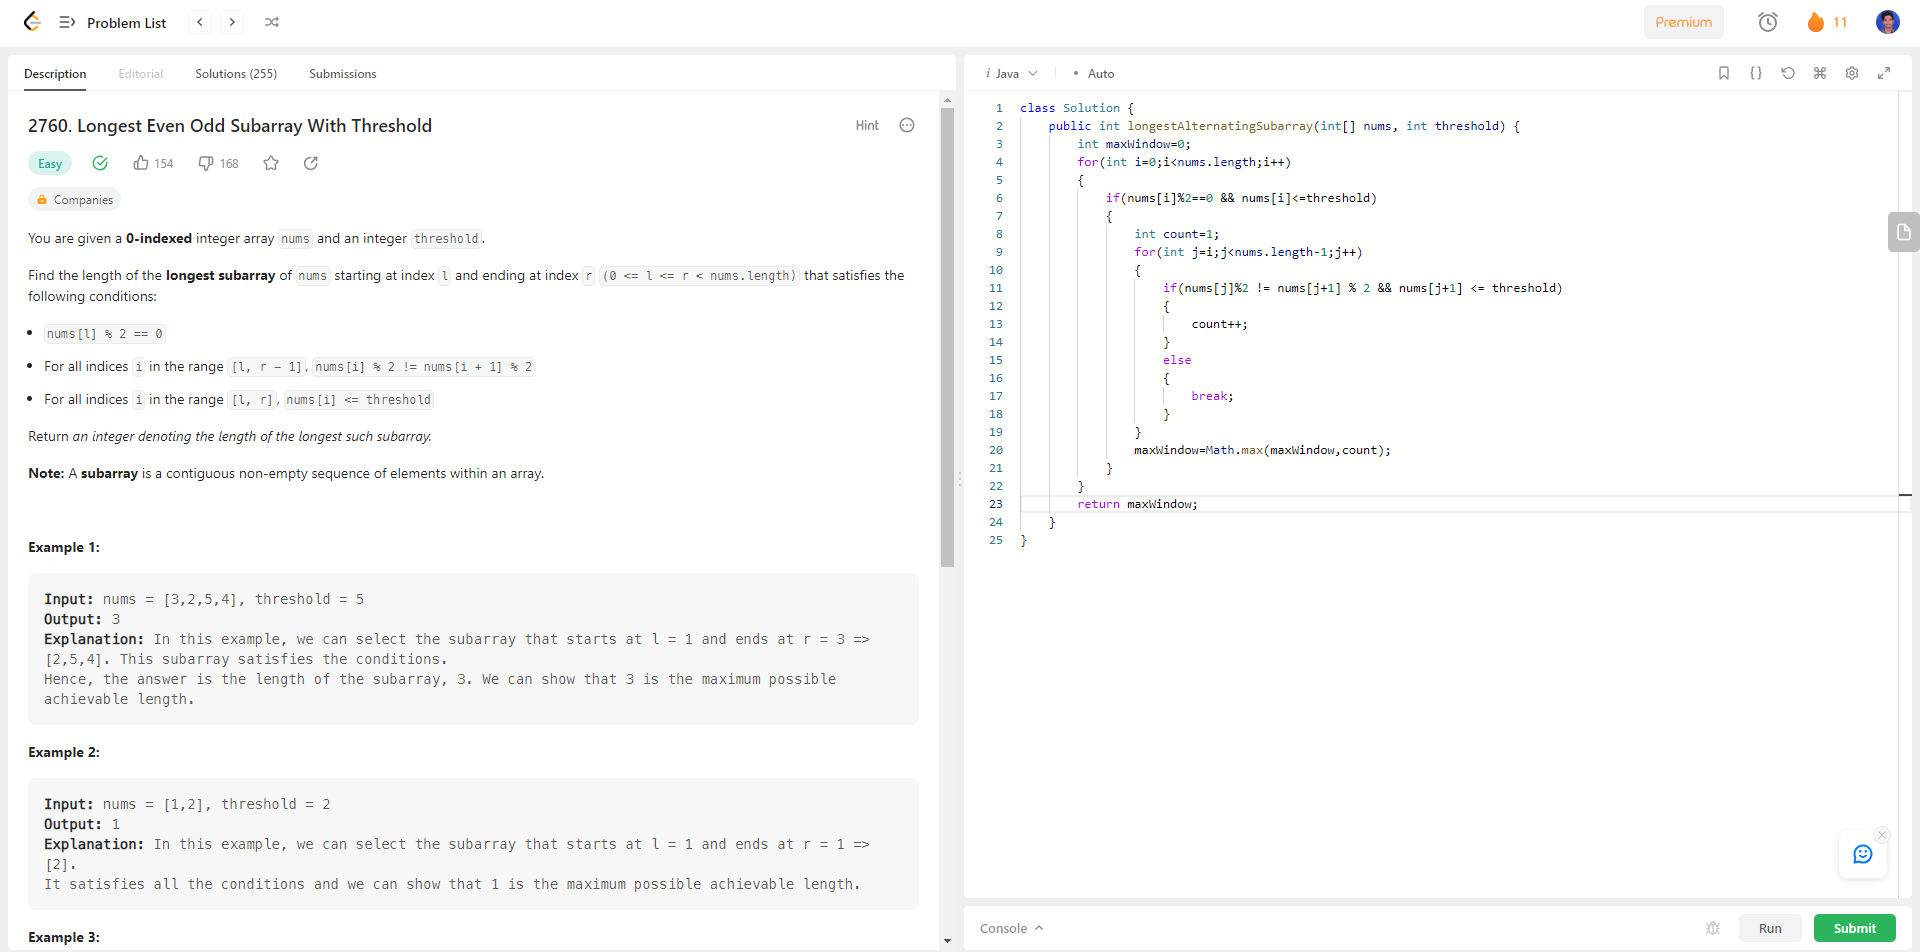 Problem List
Premium
11
Description Editorial Solutions (255) Submissions
2760. Longest Even Odd Subarray With Threshold
Hint
Easy 154 168
Companies
You are given a 0-indexed integer array nums and an integer threshold.
Find the length of the longest subarray of nums starting at index l and ending at index r (0 <= l <= r < nums.length) that satisfies the
following conditions:
• nums[l] % 2 == 0
• For all indices i in the range [l, r - 1], nums[i] % 2 != nums[i + 1] % 2
• For all indices i in the range [l, r], nums[i] <= threshold
Return an integer denoting the length of the longest such subarray.
Note: A subarray is a contiguous non-empty sequence of elements within an array.
Example 1:
Input: nums = [3,2,5,4], threshold = 5
Output: 3
Explanation: In this example, we can select the subarray that starts at l = 1 and ends at r = 3 =>
[2,5,4]. This subarray satisfies the conditions.
Hence, the answer is the length of the subarray, 3. We can show that 3 is the maximum possible
achievable length.
Example 2:
Input: nums = [1,2], threshold = 2
Output: 1
Explanation: In this example, we can select the subarray that starts at l = 1 and ends at r = 1 =>
[2].
It satisfies all the conditions and we can show that 1 is the maximum possible achievable length.
Example 3:
i Java • Auto
1 class Solution {
2 public int longestAlternatingSubarray(int[] nums, int threshold) {
3 int maxWindow=0;
4 for(int i=0;i<nums.length;i++)
5 {
6 if(nums[i]%2==0 && nums[i]<=threshold)
7 {
8 int count=1;
9 for(int j=i;j<nums.length-1;j++)
10 {
11 if(nums[j]%2 != nums[j+1] % 2 && nums[j+1] <= threshold)
12 {
13 count++;
14 }
15 else
16 {
17 break;
18 }
19 }
20 maxWindow=Math.max(maxWindow,count);
21 }
22 }
23 return maxWindow;
24 }
25 }
Console
Run
Submit